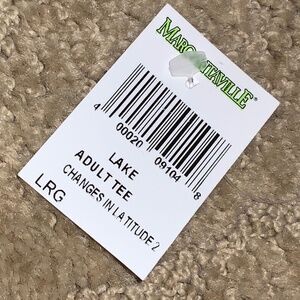 MARGARITAVILLE®
4 00020 09104 8
LAKE
ADULT TEE
CHANGES IN LATITUDE 2
LRG